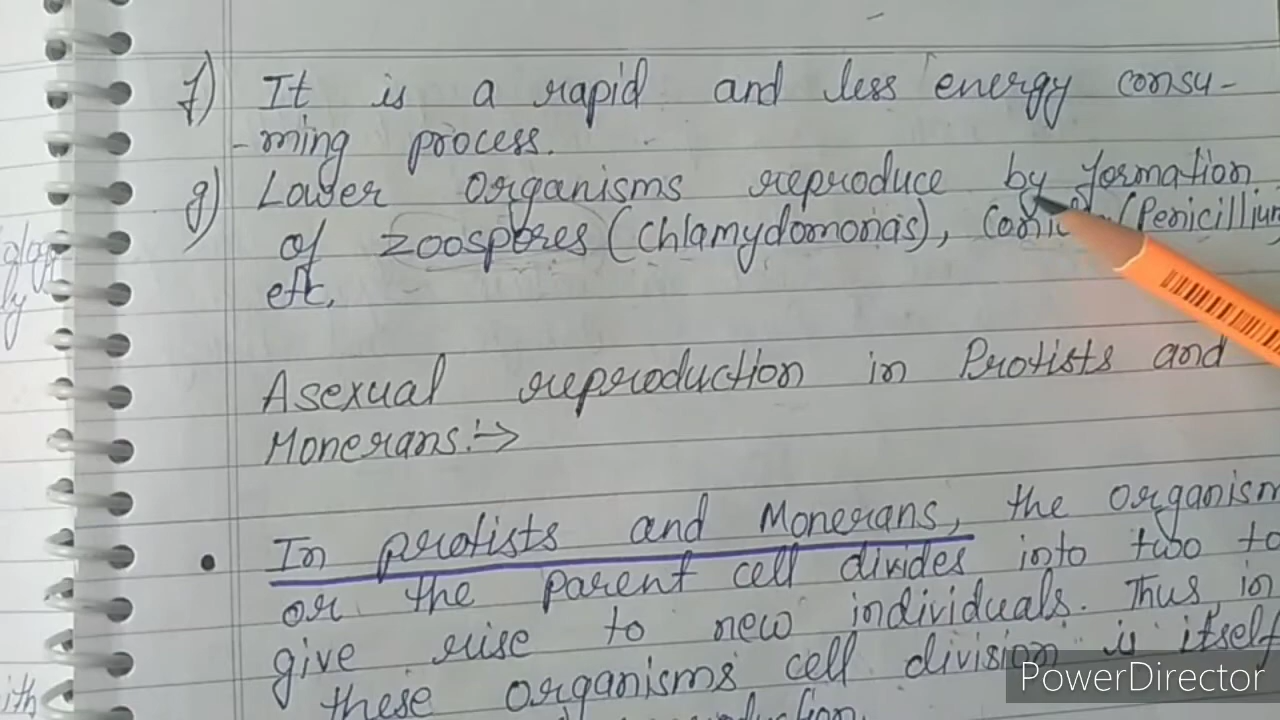 f) It is a rapid and less energy consu-
-ming process.
g) Lower organisms reproduce by formation
of zoospores (Chlamydomonas), (Penicillium
etc.
Asexual reproduction in Protists and
Monerans:->
• In protists and Monerans, the organism
or the parent cell divides into two to
give rise to new individuals. Thus in
these organisms cell division is itself
PowerDirector